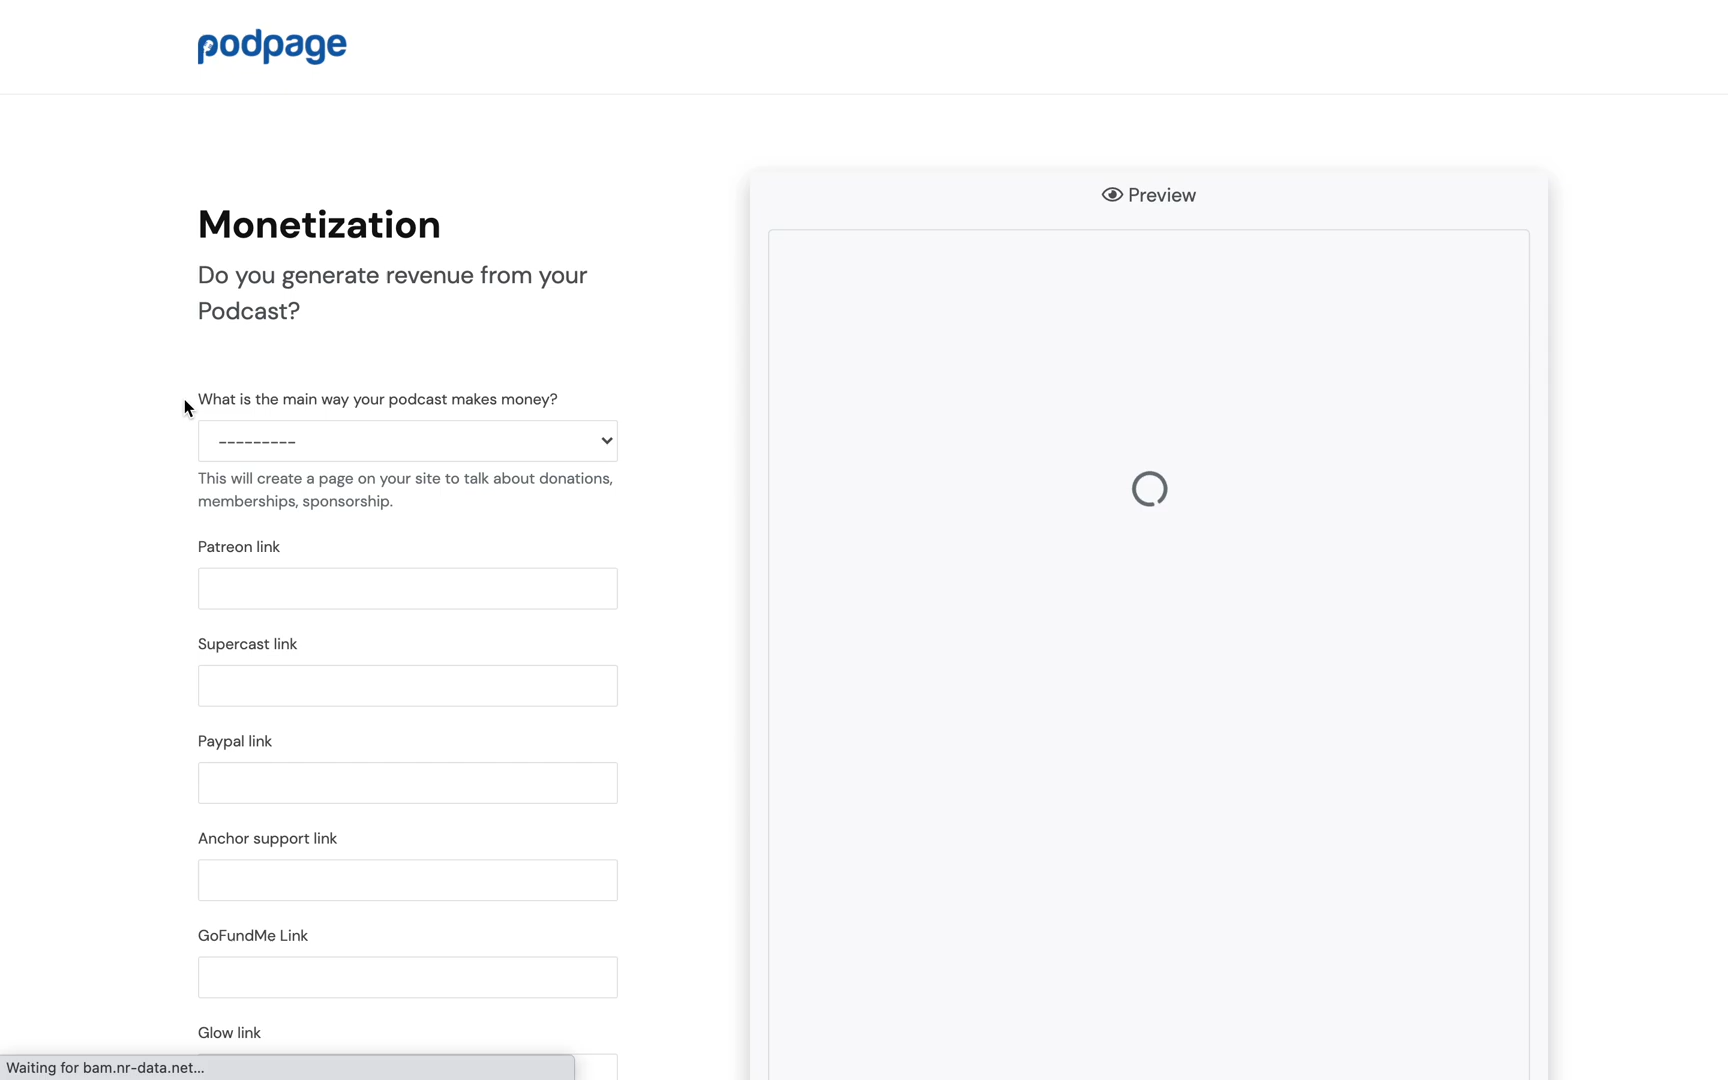 podpage
Preview
Monetization
Do you generate revenue from your
Podcast?
What is the main way your podcast makes money?
---------
This will create a page on your site to talk about donations,
memberships, sponsorship.
Patreon link
Supercast link
Paypal link
Anchor support link
GoFundMe Link
Glow link
Waiting for bam.nr-data.net...